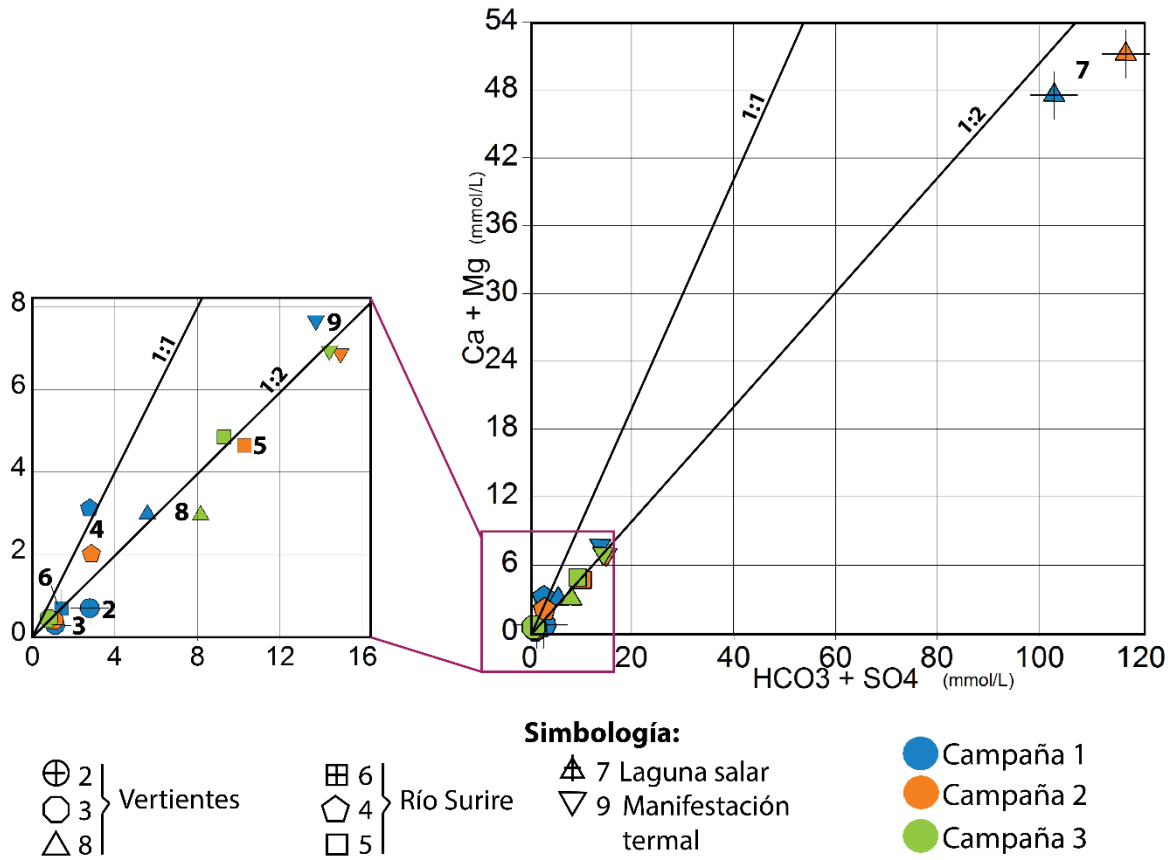 54
48
42
36
30
24
18
12
6
0
Ca + Mg (mmol/L)
1:1
1:2
7
0 20 40 60 80 100 120
HCO3 + SO4 (mmol/L)
8
6
4
2
0
1:1
1:2
9
5
8
4
6
2
3
0 4 8 12 16
Simbología:
2
3
8
Vertientes
6
4
5
Río Surire
7 Laguna salar
9 Manifestación
termal
Campaña 1
Campaña 2
Campaña 3